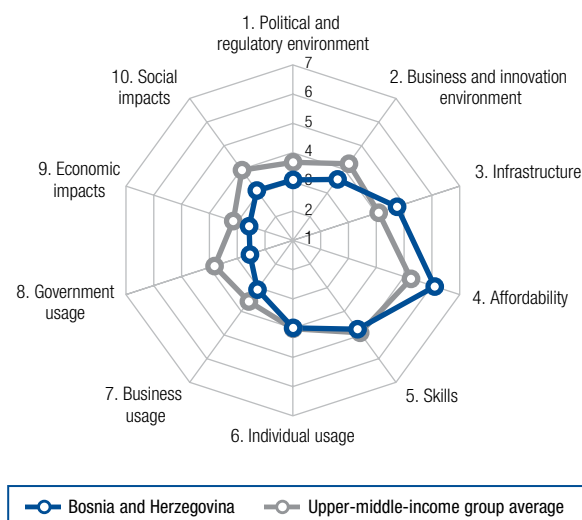 1. Political and
regulatory environment
2. Business and innovation
environment
3. Infrastructure
4. Affordability
5. Skills
6. Individual usage
7. Business
usage
8. Government
usage
9. Economic
impacts
10. Social
impacts
7
6
5
4
3
2
1
Bosnia and Herzegovina
Upper-middle-income group average